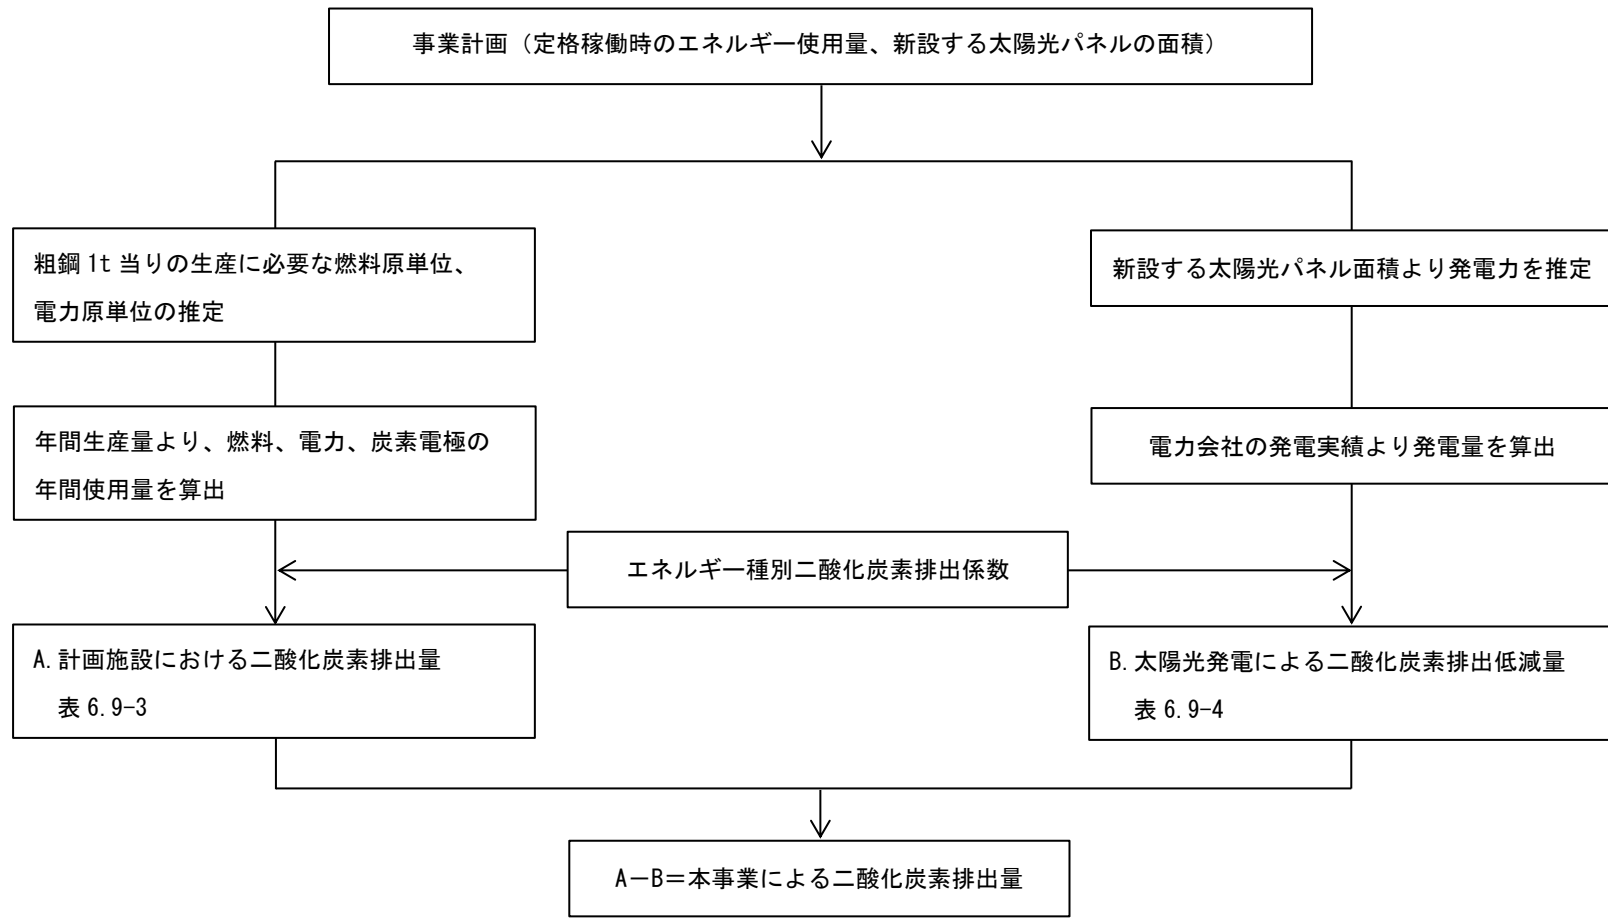 事業計画（定格稼働時のエネルギー使用量、新設する太陽光パネルの面積）
粗鋼 1t 当りの生産に必要な燃料原単位、
電力原単位の推定
新設する太陽光パネル面積より発電力を推定
年間生産量より、燃料、電力、炭素電極の
年間使用量を算出
電力会社の発電実績より発電量を算出
エネルギー種別二酸化炭素排出係数
A.計画施設における二酸化炭素排出量
表 6.9-3
B.太陽光発電による二酸化炭素排出低減量
表 6.9-4
A－B＝本事業による二酸化炭素排出量